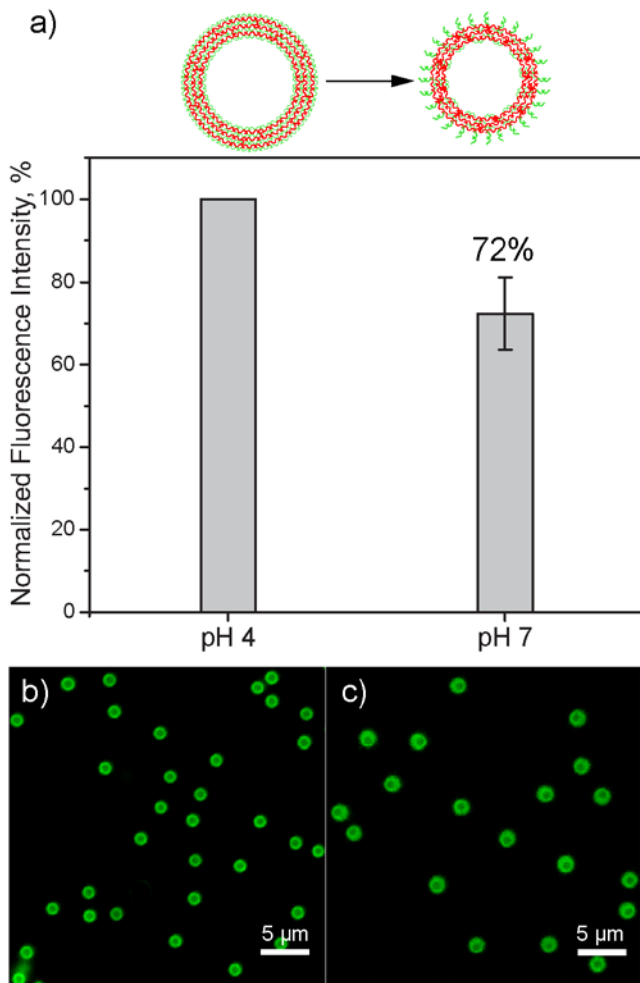 a)
Normalized Fluorescence Intensity, %
100
80
60
40
20
0
72%
pH 4
pH 7
b)
5 µm
c)
5 µm